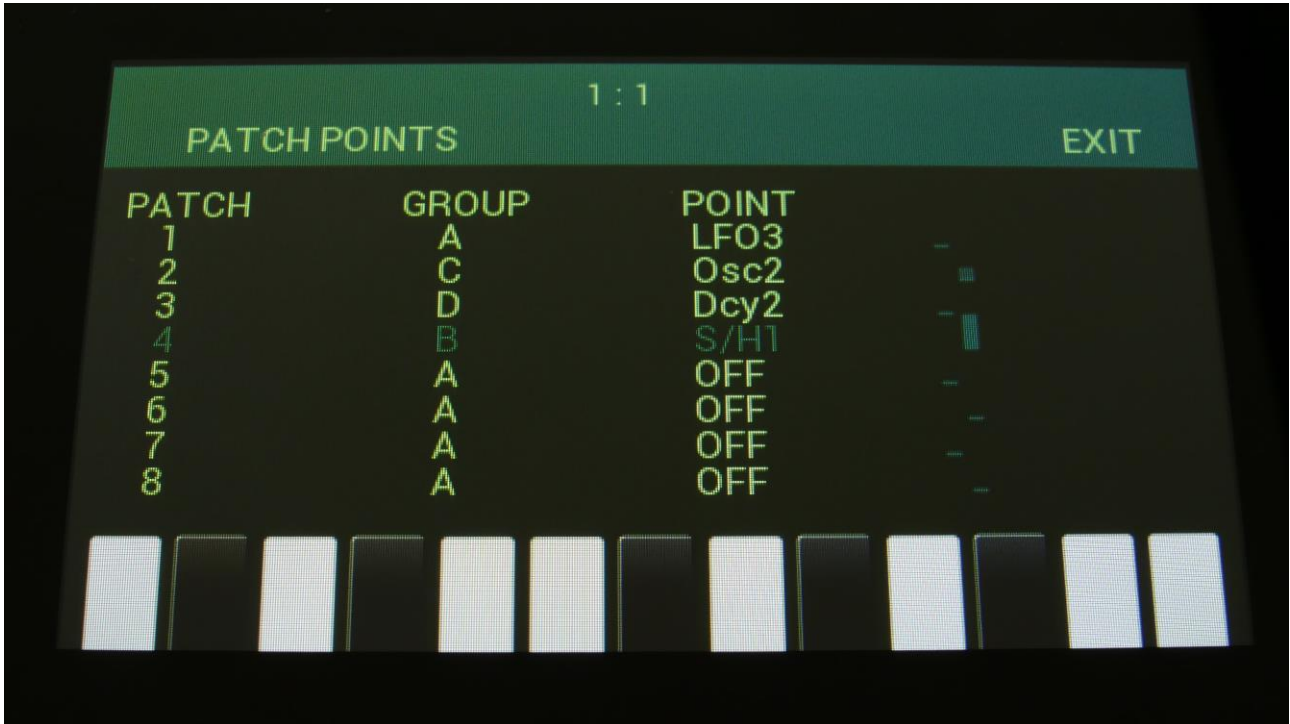 1 : 1
PATCH POINTS EXIT
PATCH GROUP POINT
1 A LFO3
2 C Osc2
3 D Dcy2
4 B S/H1
5 A OFF
6 A OFF
7 A OFF
8 A OFF